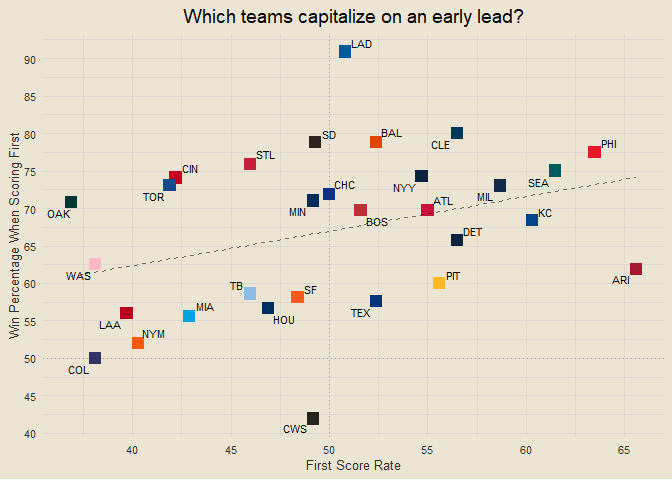 Which teams capitalize on an early lead?
Win Percentage When Scoring First
90
85
80
75
70
65
60
55
50
45
40
LAD
SD
BAL
CLE
PHI
STL
CIN
TOR
NYY
SEA
MIL
OAK
MIN
CHC
BOS
ATL
KC
DET
WAS
ARI
TB
SF
PIT
MIA
HOU
TEX
LAA
NYM
COL
CWS
40
45
50
55
60
65
First Score Rate